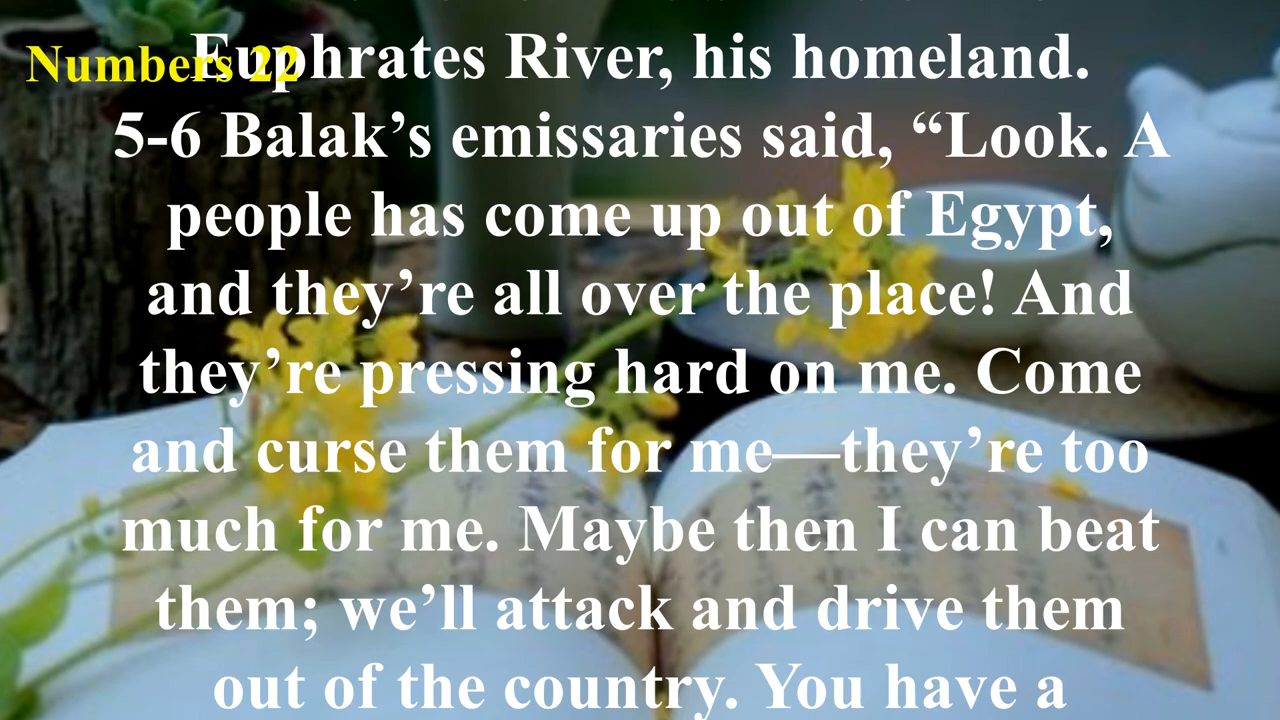 Numbers 22
Euphrates River, his homeland.
5-6 Balak’s emissaries said, “Look. A
people has come up out of Egypt,
and they’re all over the place! And
they’re pressing hard on me. Come
and curse them for me—they’re too
much for me. Maybe then I can beat
them; we’ll attack and drive them
out of the country. You have a